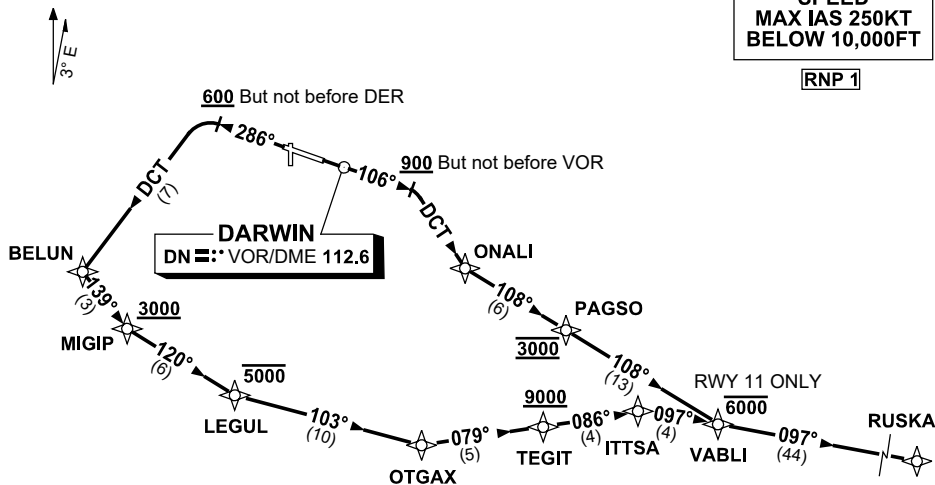 SPEED
MAX IAS 250KT
BELOW 10,000FT
RNP 1
3° E
600 But not before DER
286°
106°
900 But not before VOR
DCT
(7)
DCT
DARWIN
DN VOR/DME 112.6
BELUN
139°
(3)
3000
MIGIP
120°
(6)
5000
LEGUL
103°
(10)
OTGAX
079°
(5)
9000
TEGIT
086°
(4)
ITTSA
097°
(4)
ONALI
108°
(6)
PAGSO
3000
108°
(13)
RWY 11 ONLY
6000
VABLI
097°
(44)
RUSKA